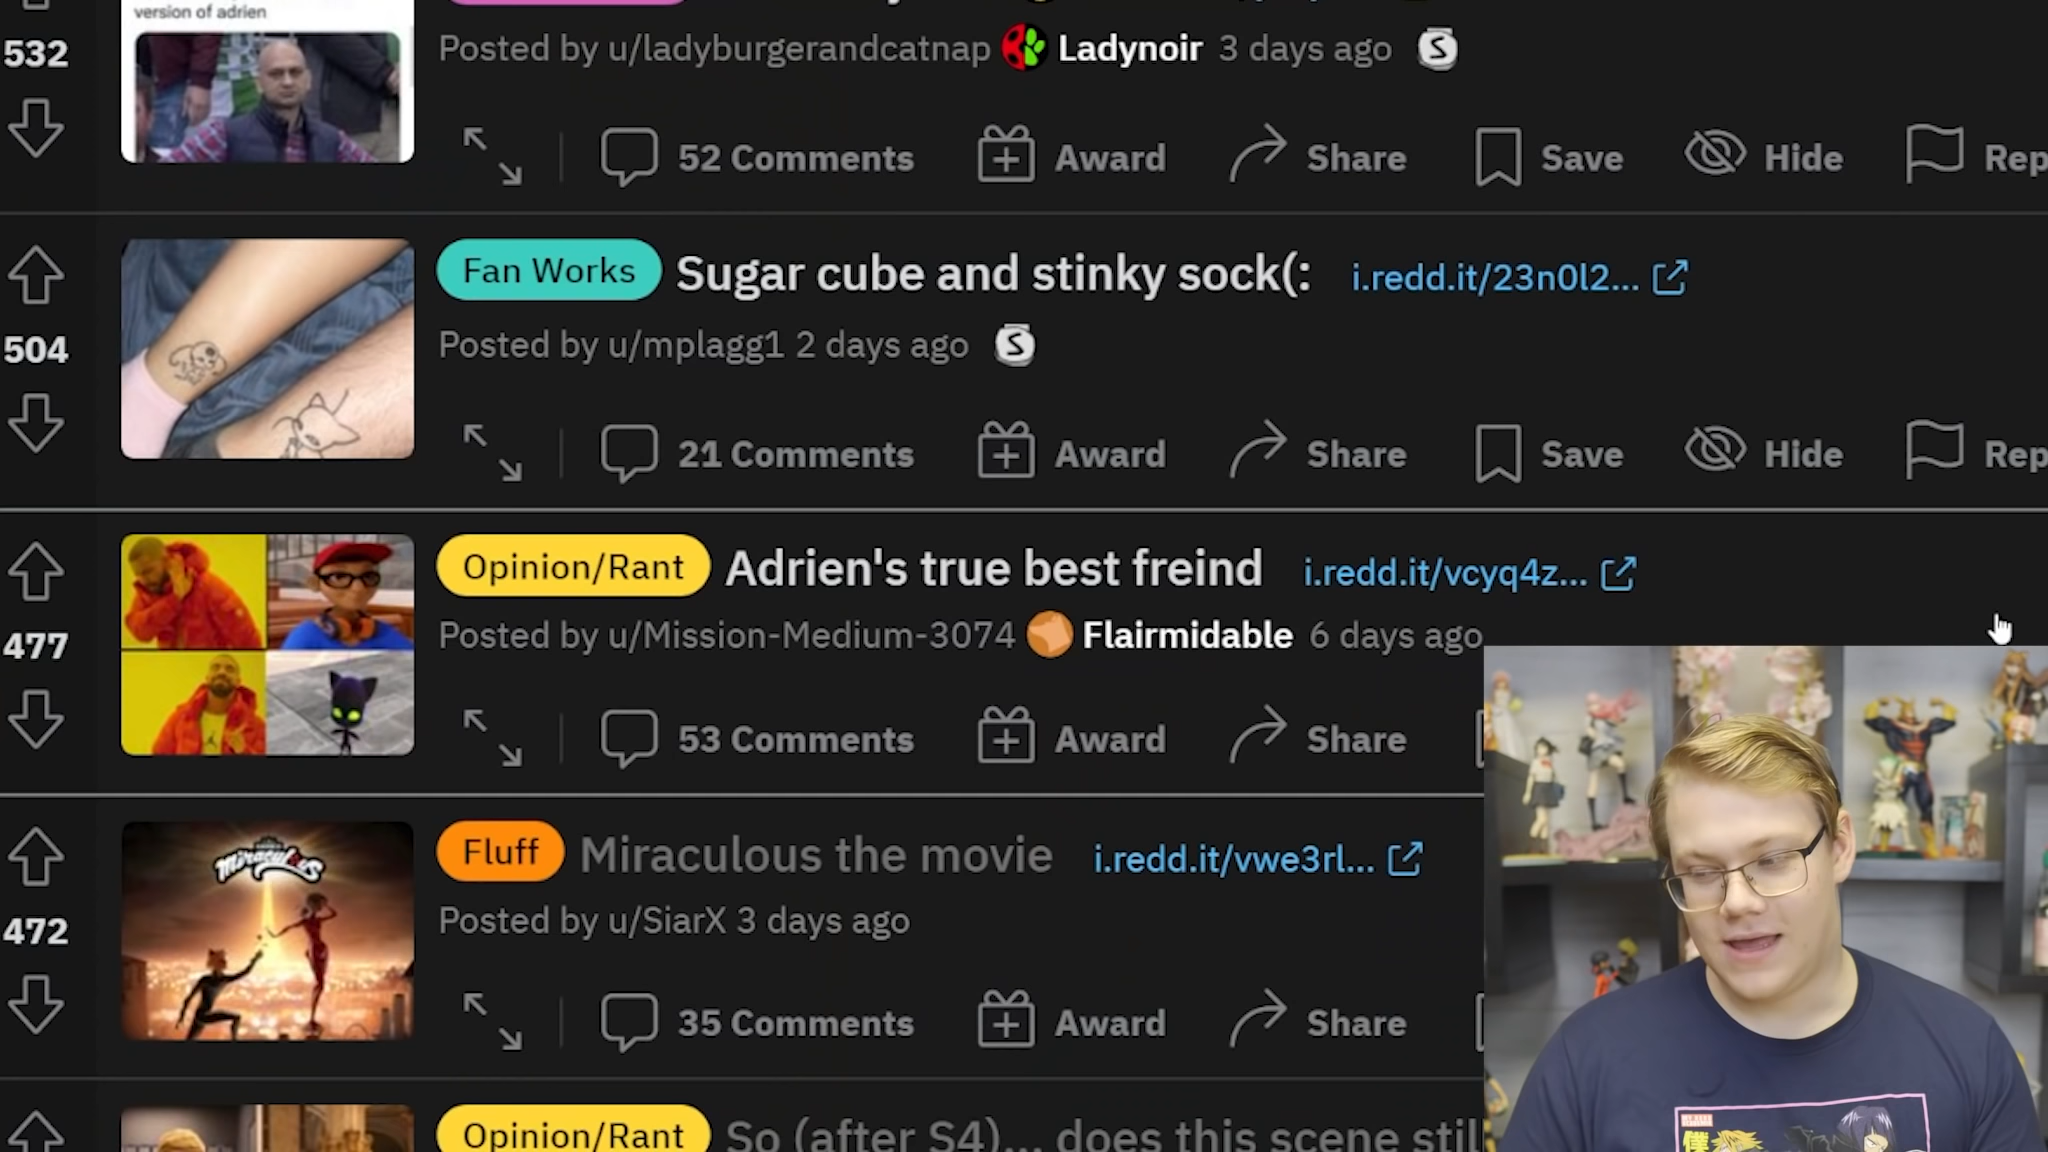 version of adrien
532
Posted by u/ladyburgerandcatnap Ladynoir 3 days ago
52 Comments Award Share Save Hide Rep
Fan Works Sugar cube and stinky sock(: i.redd.it/23n0l2...
504
Posted by u/mplagg1 2 days ago
21 Comments Award Share Save Hide Rep
Opinion/Rant Adrien's true best freind i.redd.it/vcyq4z...
477
Posted by u/Mission-Medium-3074 Flairmidable 6 days ago
53 Comments Award Share
Miraculous
Fluff Miraculous the movie i.redd.it/vwe3rl...
472
Posted by u/SiarX 3 days ago
35 Comments Award Share
Opinion/Rant So (after S4)... does this scene still
僕